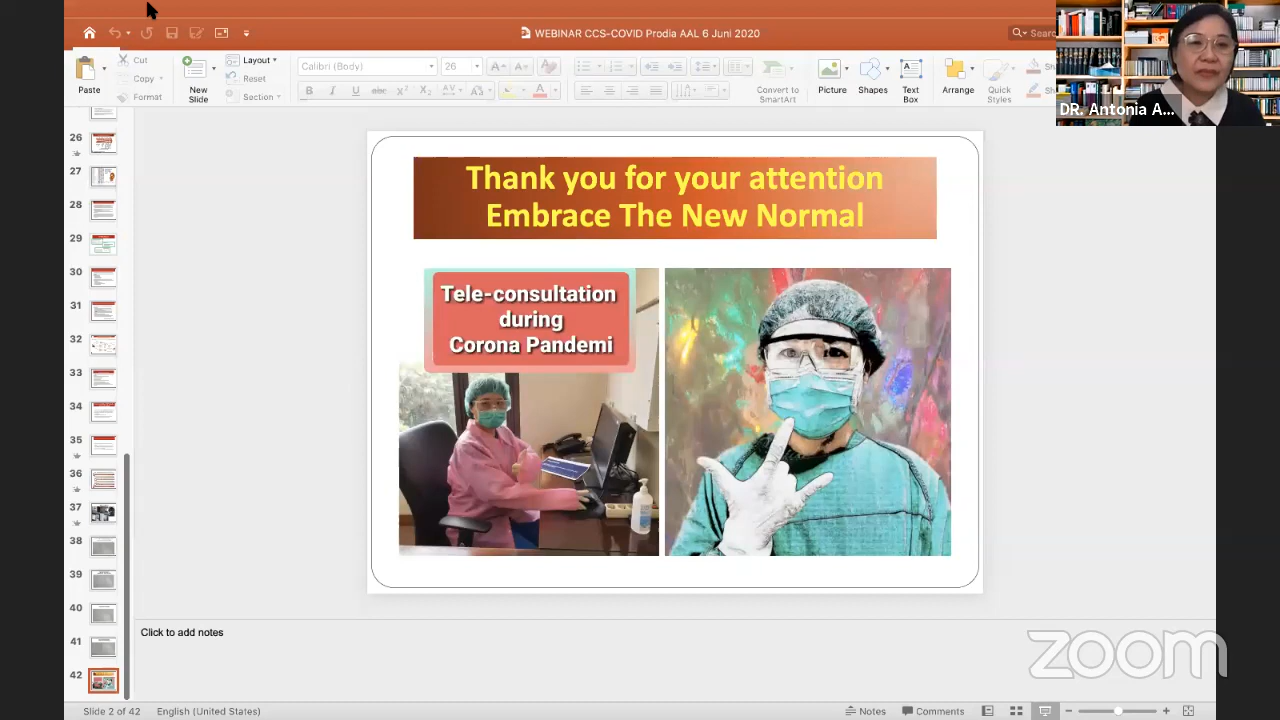 WEBINAR CCS-COVID Prodia AAL 6 Juni 2020
Paste
Cut
Copy
Format
New
Slide
Layout
Reset
Section
Calibri (Body)
26
Convert to
SmartArt
Picture
Shapes
Text
Box
Arrange
Quick
Styles
DR. Antonia A...
26
27
28
29
30
31
32
33
34
35
36
37
38
39
40
41
42
Thank you for your attention
Embrace The New Normal
Tele-consultation
during
Corona Pandemi
Click to add notes
zoom
Slide 2 of 42
English (United States)
Notes
Comments